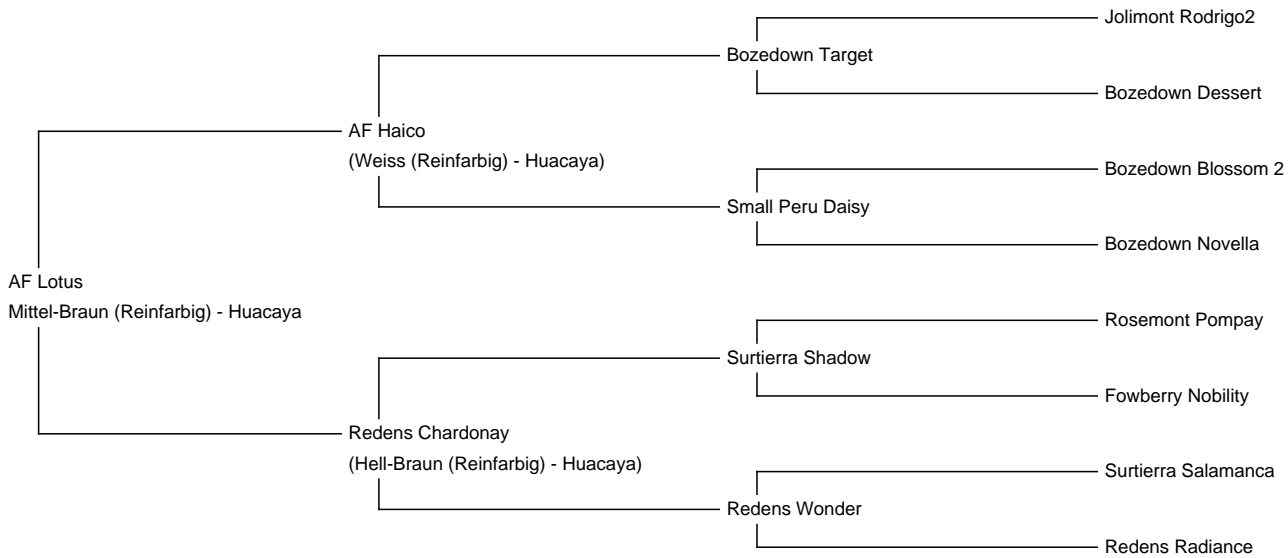 Jolimont Rodrigo2
Bozedown Target
Bozedown Dessert
AF Haico
(Weiss (Reinfarbig) - Huacaya)
Bozedown Blossom 2
Small Peru Daisy
Bozedown Novella
AF Lotus
Mittel-Braun (Reinfarbig) - Huacaya
Rosemont Pompay
Surtierra Shadow
Fowberry Nobility
Redens Chardonay
(Hell-Braun (Reinfarbig) - Huacaya)
Surtierra Salamanca
Redens Wonder
Redens Radiance